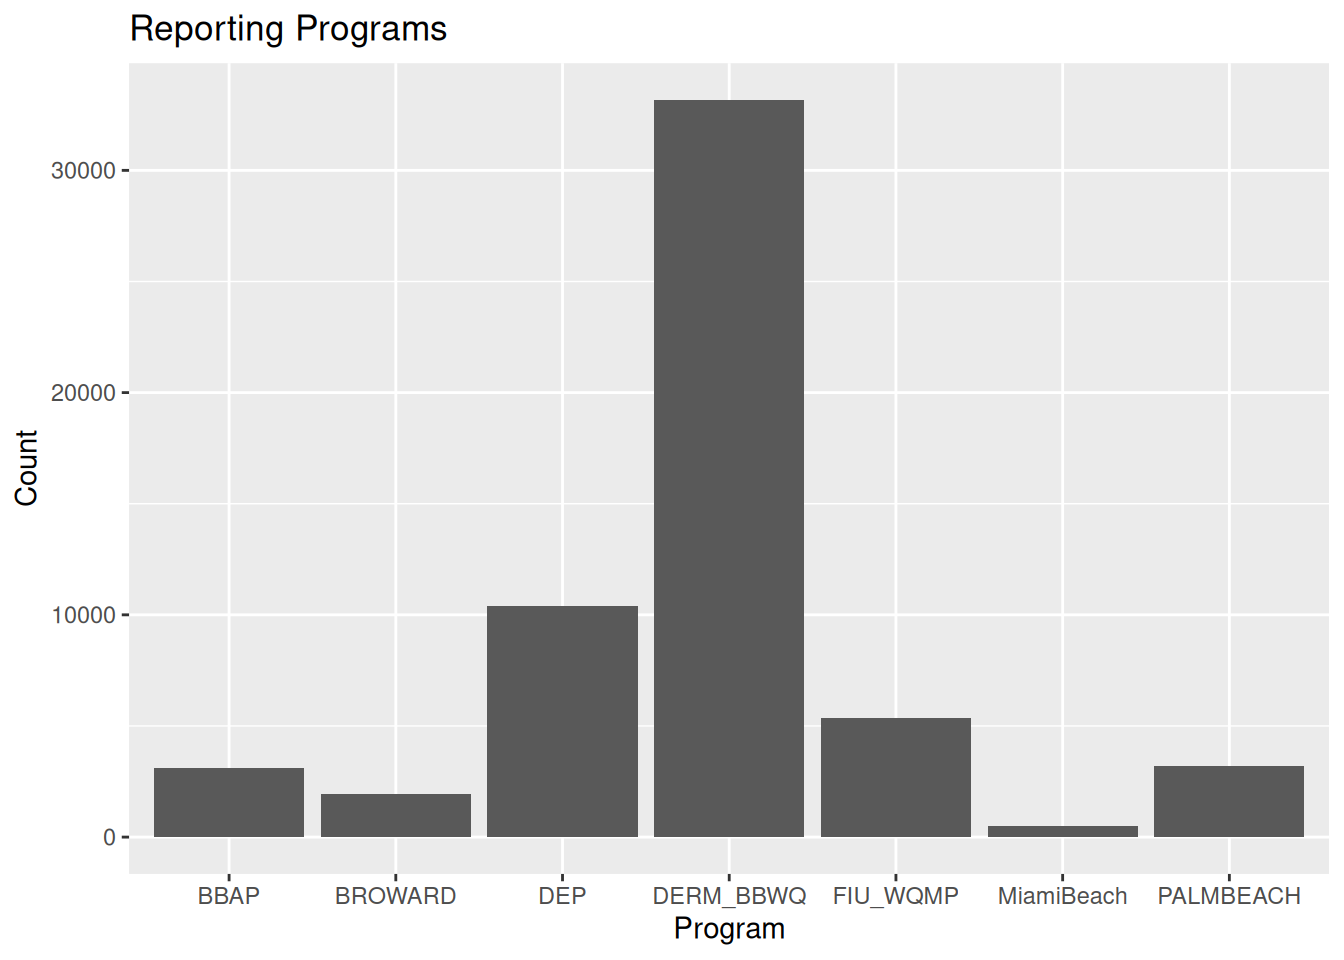 Reporting Programs
30000
20000
10000
0
Count
BBAP BROWARD DEP DERM_BBWQ FIU_WQMP MiamiBeach PALMBEACH
Program